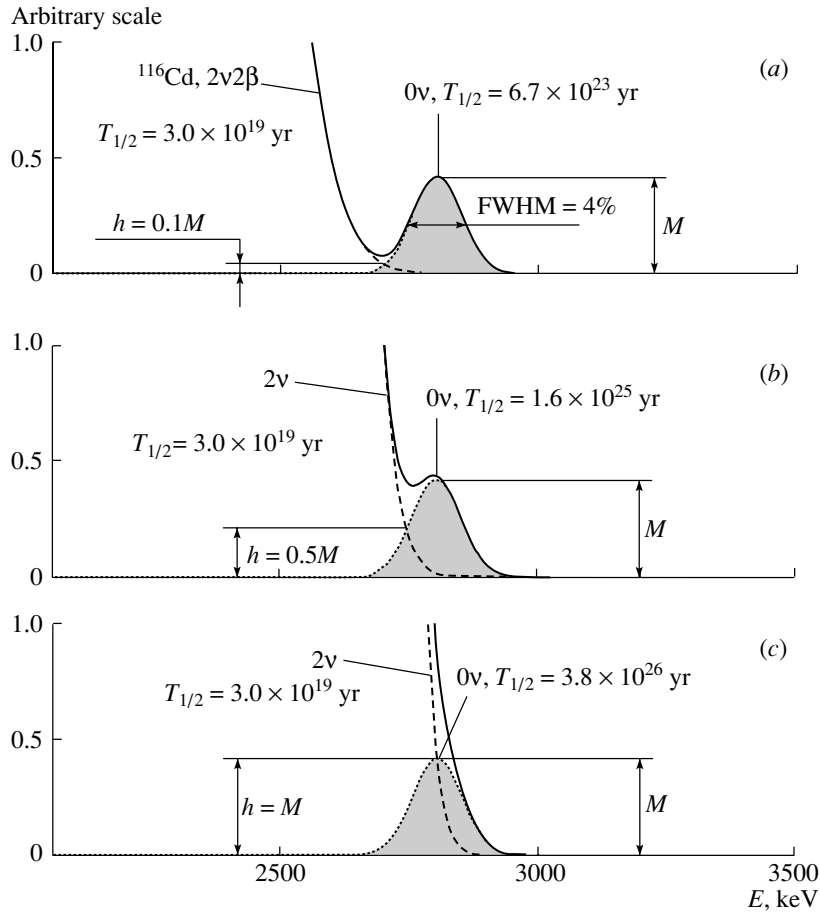 Arbitrary scale
1.0
(a)
¹¹⁶Cd, 2ν2β
0ν, T₁/₂ = 6.7 × 10²³ yr
T₁/₂ = 3.0 × 10¹⁹ yr
0.5
FWHM = 4%
h = 0.1M
M
0
2500
3000
3500
1.0
(b)
2ν
0ν, T₁/₂ = 1.6 × 10²⁵ yr
T₁/₂ = 3.0 × 10¹⁹ yr
0.5
h = 0.5M
M
0
1.0
(c)
2ν
0ν, T₁/₂ = 3.8 × 10²⁶ yr
T₁/₂ = 3.0 × 10¹⁹ yr
0.5
h = M
M
0
2500
3000
3500
E, keV